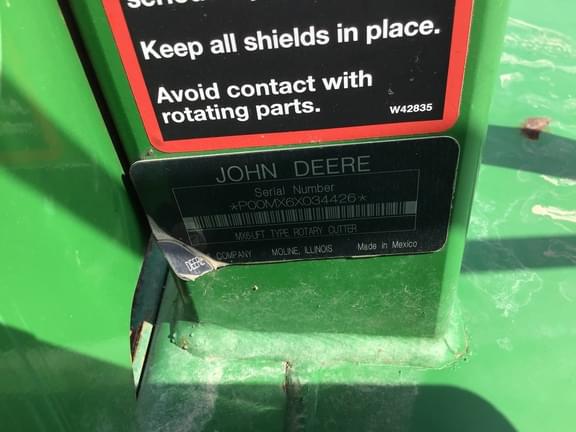 Keep all shields in place.
Avoid contact with
rotating parts.
W42835
JOHN DEERE
Serial Number
*P00MX6X034426*
LIFT TYPE ROTARY CUTTER
DEERE
COMPANY MOLINE, ILLINOIS Made in Mexico